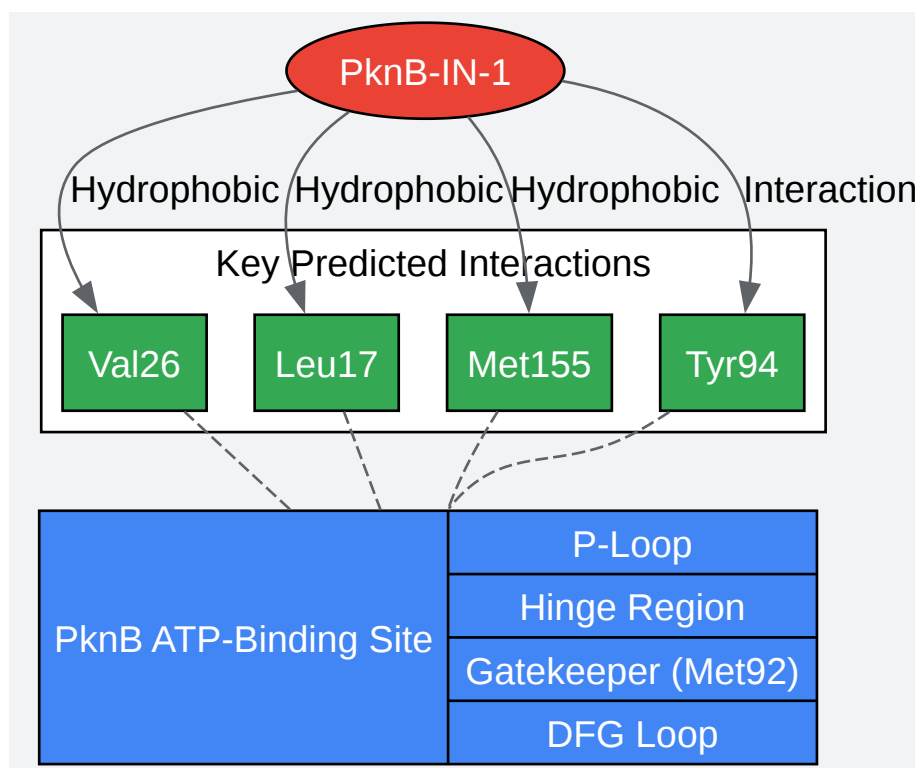 PknB-IN-1
Hydrophobic
Hydrophobic
Hydrophobic
Interaction
Key Predicted Interactions
Val26
Leu17
Met155
Tyr94
PknB ATP-Binding Site
P-Loop
Hinge Region
Gatekeeper (Met92)
DFG Loop